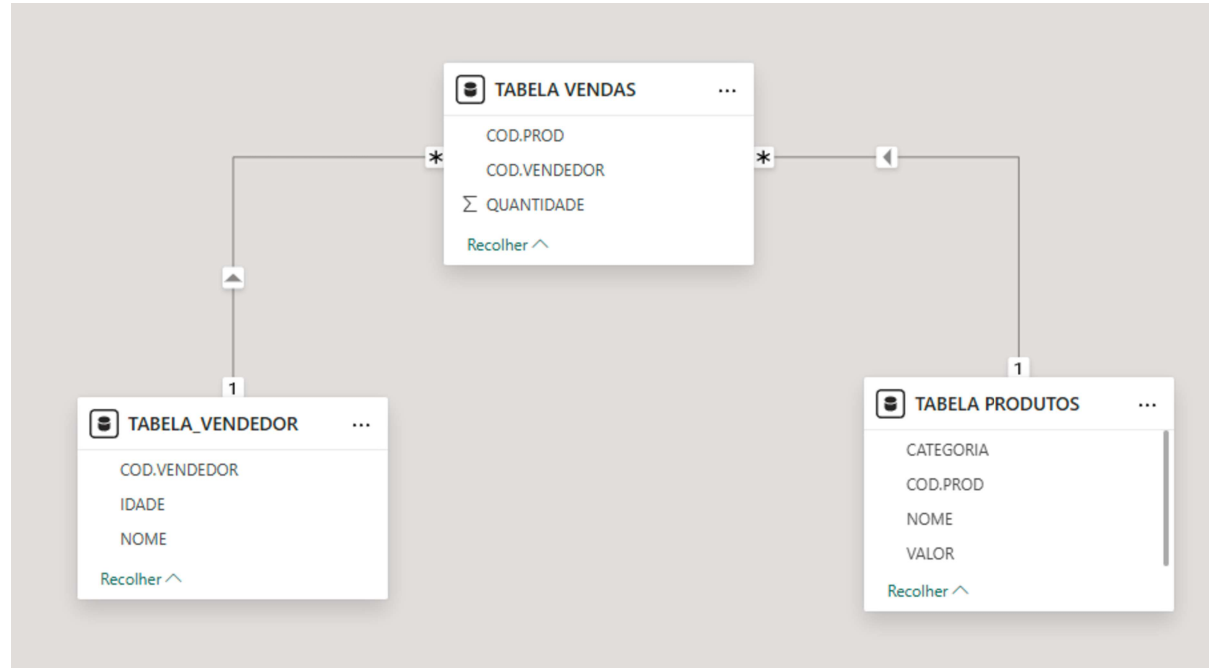 TABELA VENDAS ...
COD.PROD
COD.VENDEDOR
∑ QUANTIDADE
Recolher
*
*
1
1
TABELA_VENDEDOR ...
COD.VENDEDOR
IDADE
NOME
Recolher
TABELA PRODUTOS ...
CATEGORIA
COD.PROD
NOME
VALOR
Recolher